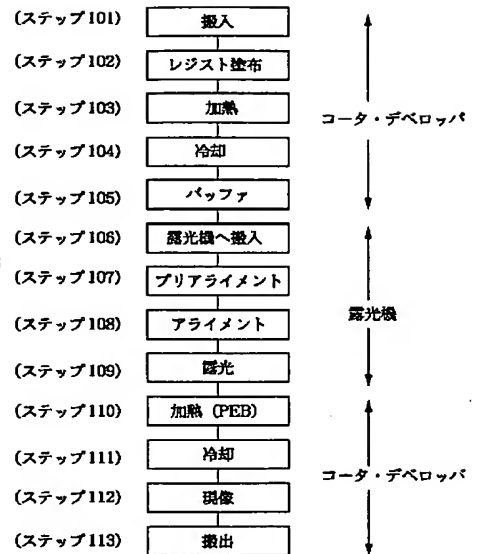 (ステップ101) 搬入
(ステップ102) レジスト塗布
(ステップ103) 加熱
コータ・デベロッパ
(ステップ104) 冷却
(ステップ105) バッファ
(ステップ106) 露光機へ搬入
(ステップ107) プリアライメント
(ステップ108) アライメント
露光機
(ステップ109) 露光
(ステップ110) 加熱 (PEB)
(ステップ111) 冷却
コータ・デベロッパ
(ステップ112) 現像
(ステップ113) 搬出